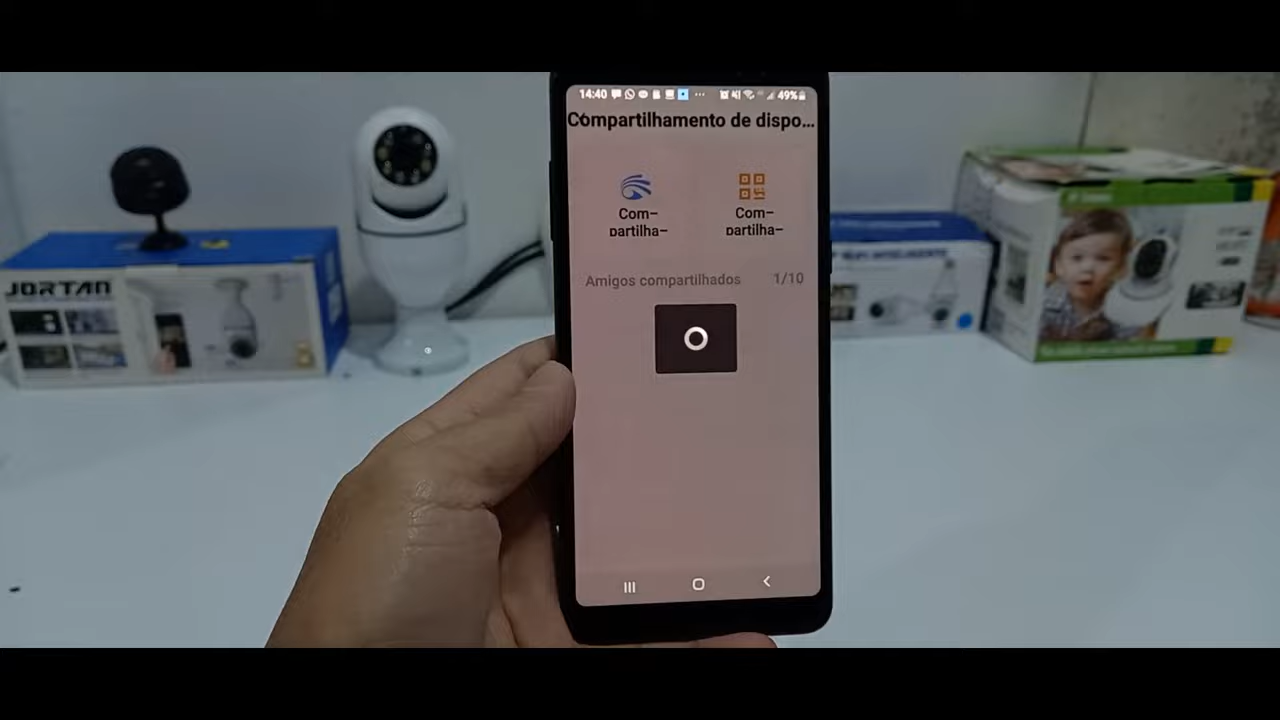 14:40
49%
Compartilhamento de dispo...
Com-
partilha-
Com-
partilha-
Amigos compartilhados 1/10
JORTAN